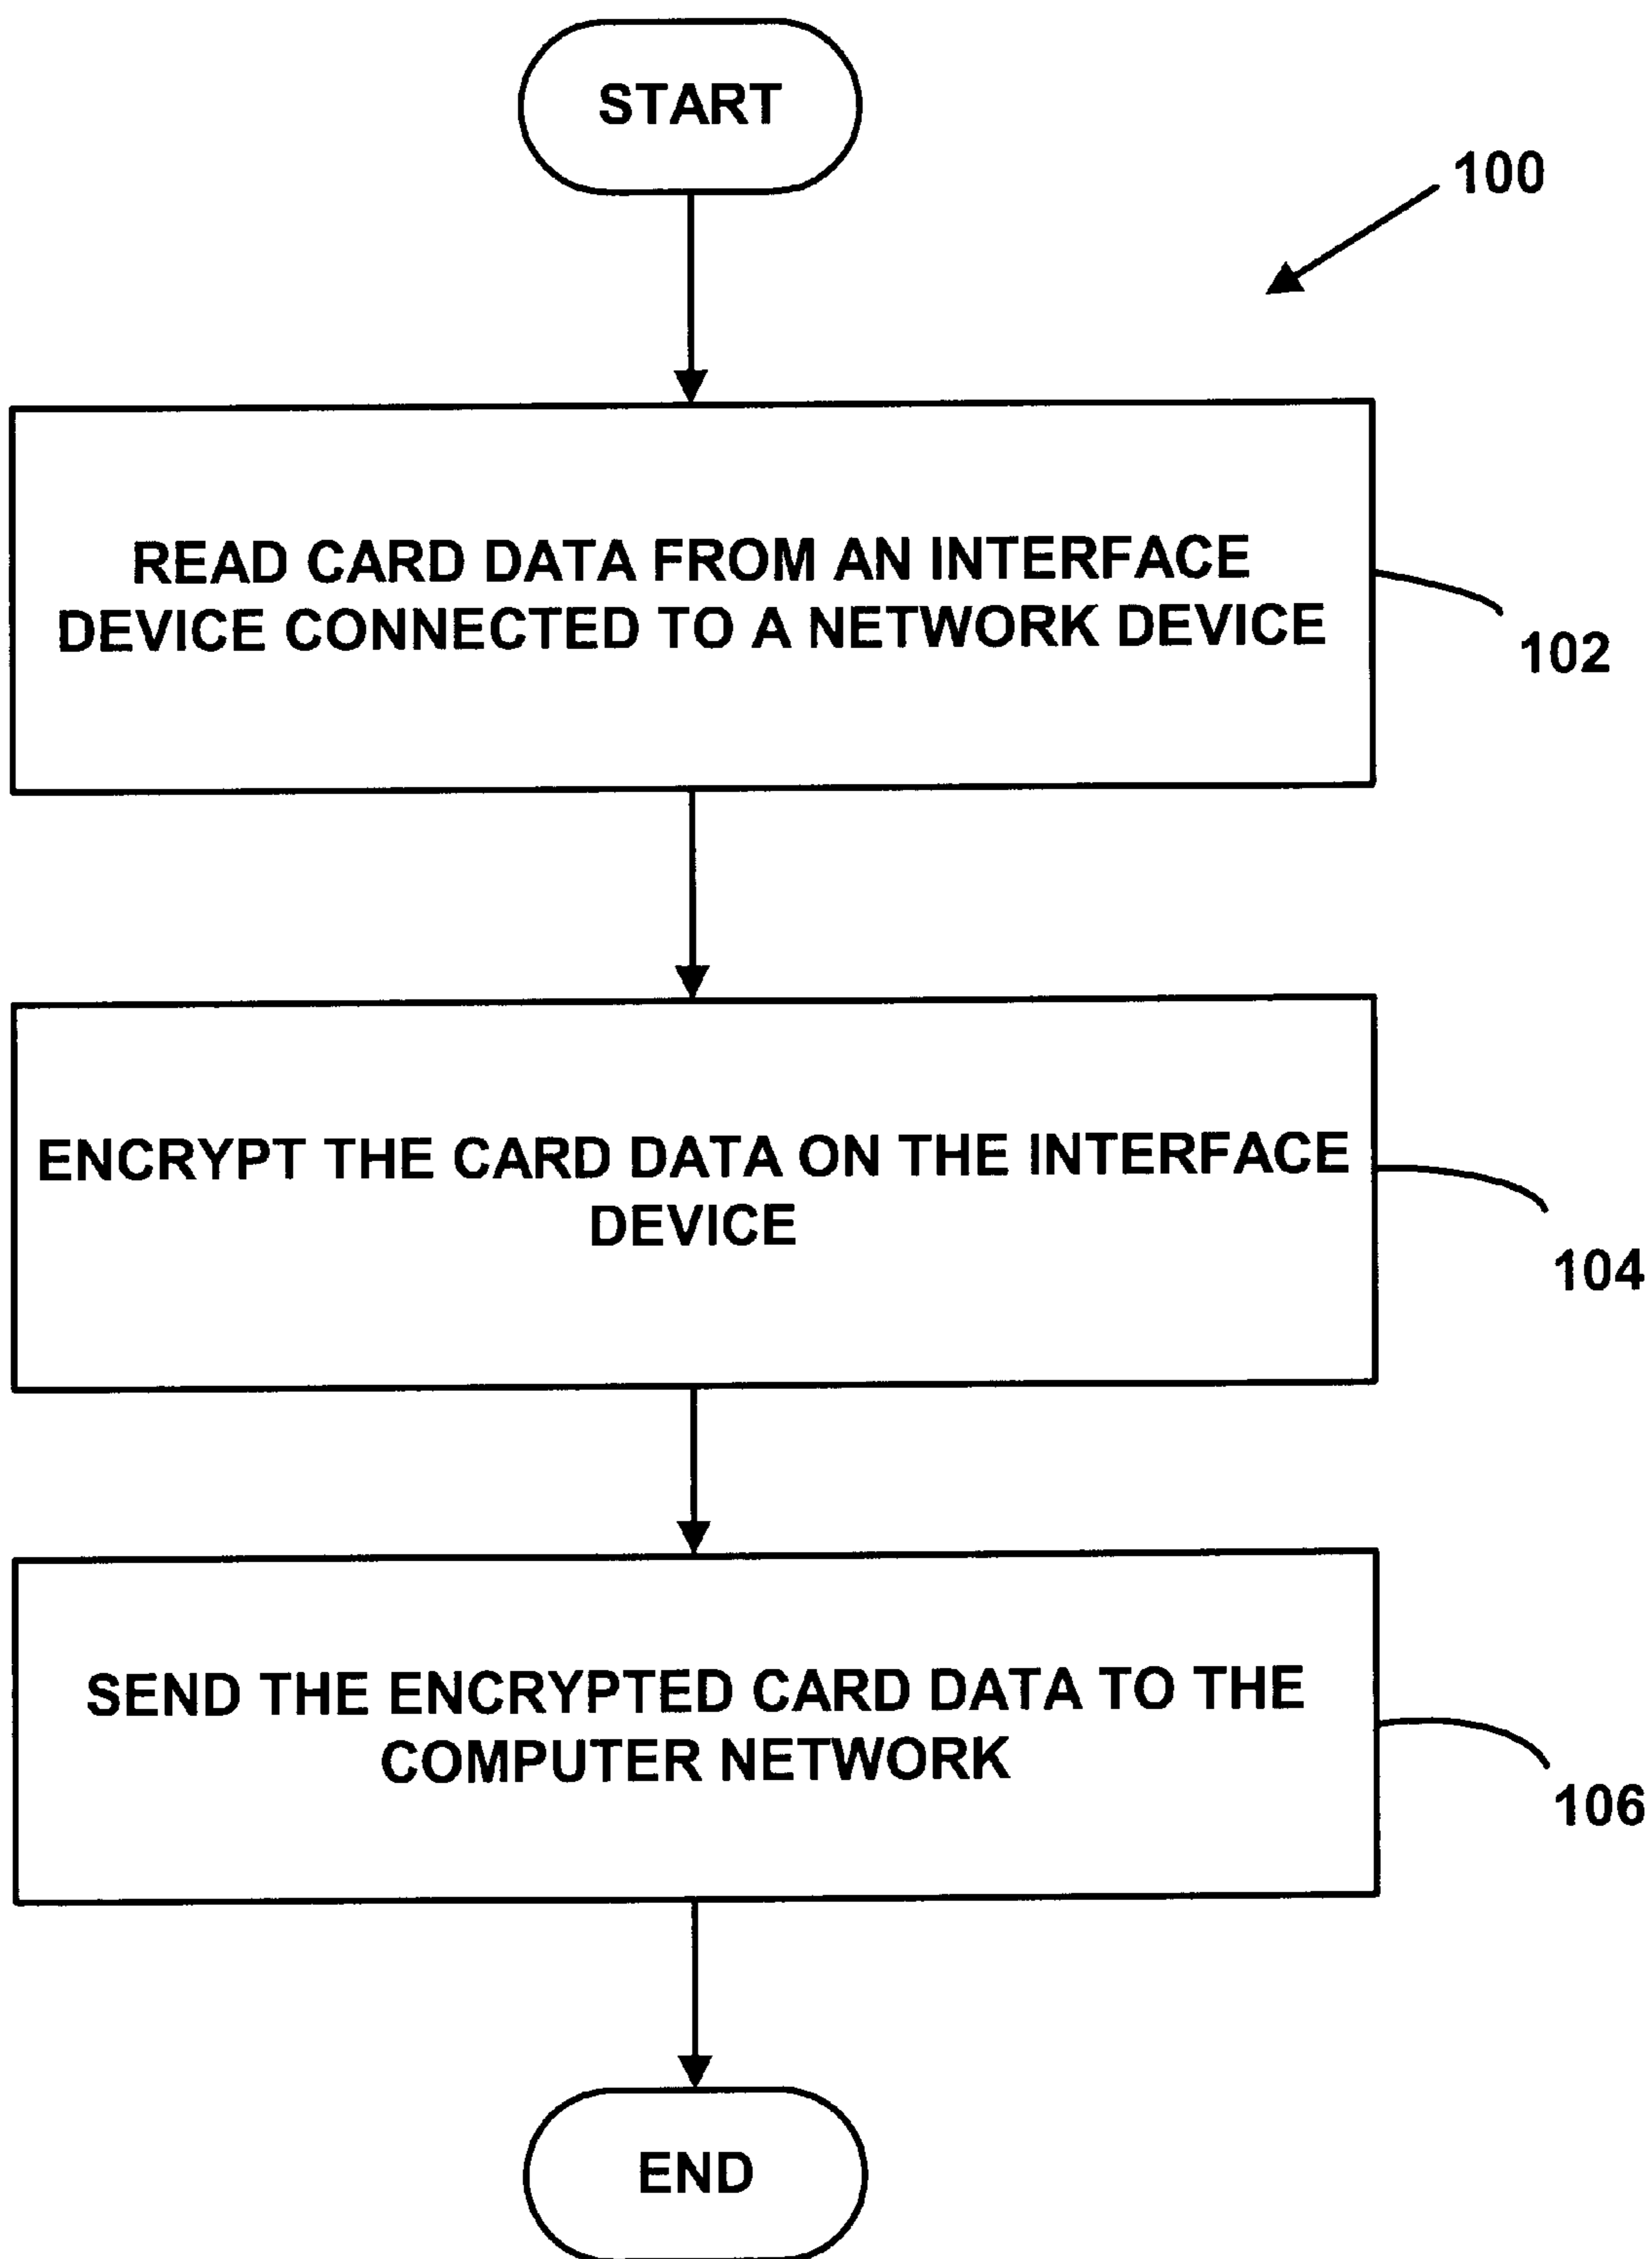 START
100
READ CARD DATA FROM AN INTERFACE
DEVICE CONNECTED TO A NETWORK DEVICE
102
ENCRYPT THE CARD DATA ON THE INTERFACE
DEVICE
104
SEND THE ENCRYPTED CARD DATA TO THE
COMPUTER NETWORK
106
END